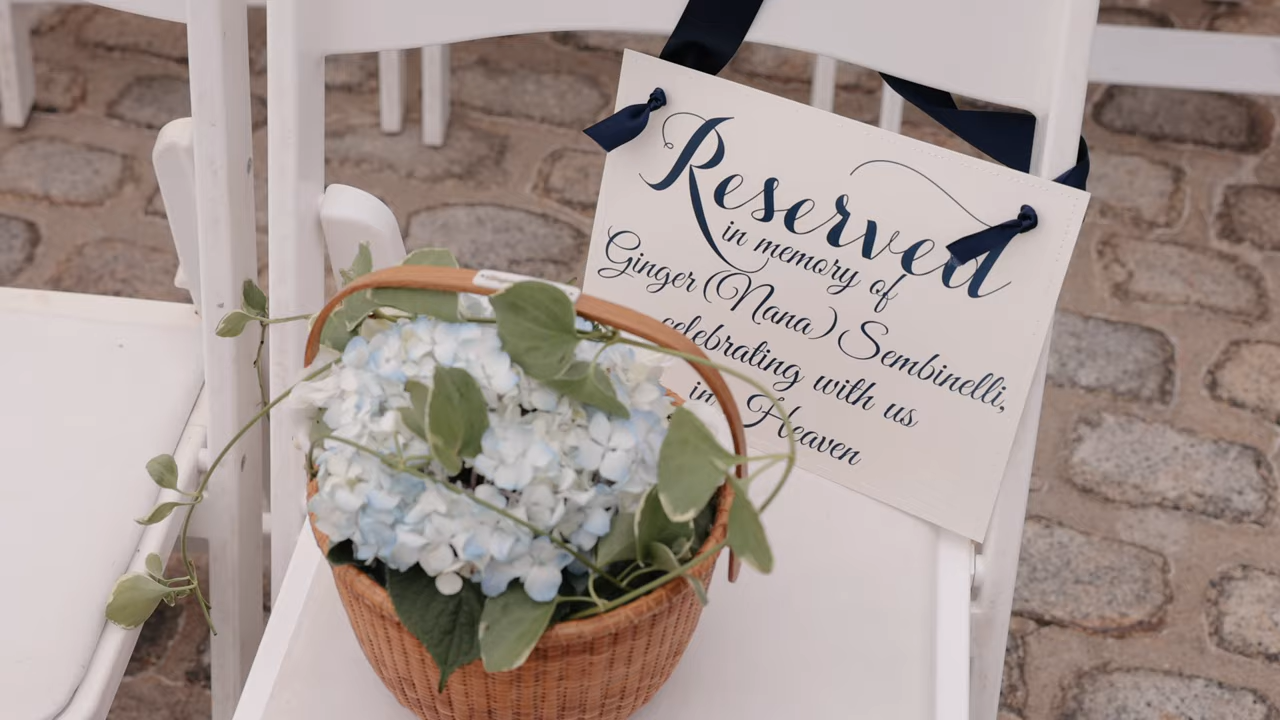 Reserved
in memory of
Ginger (Nana) Sembinelli,
celebrating with us
in Heaven